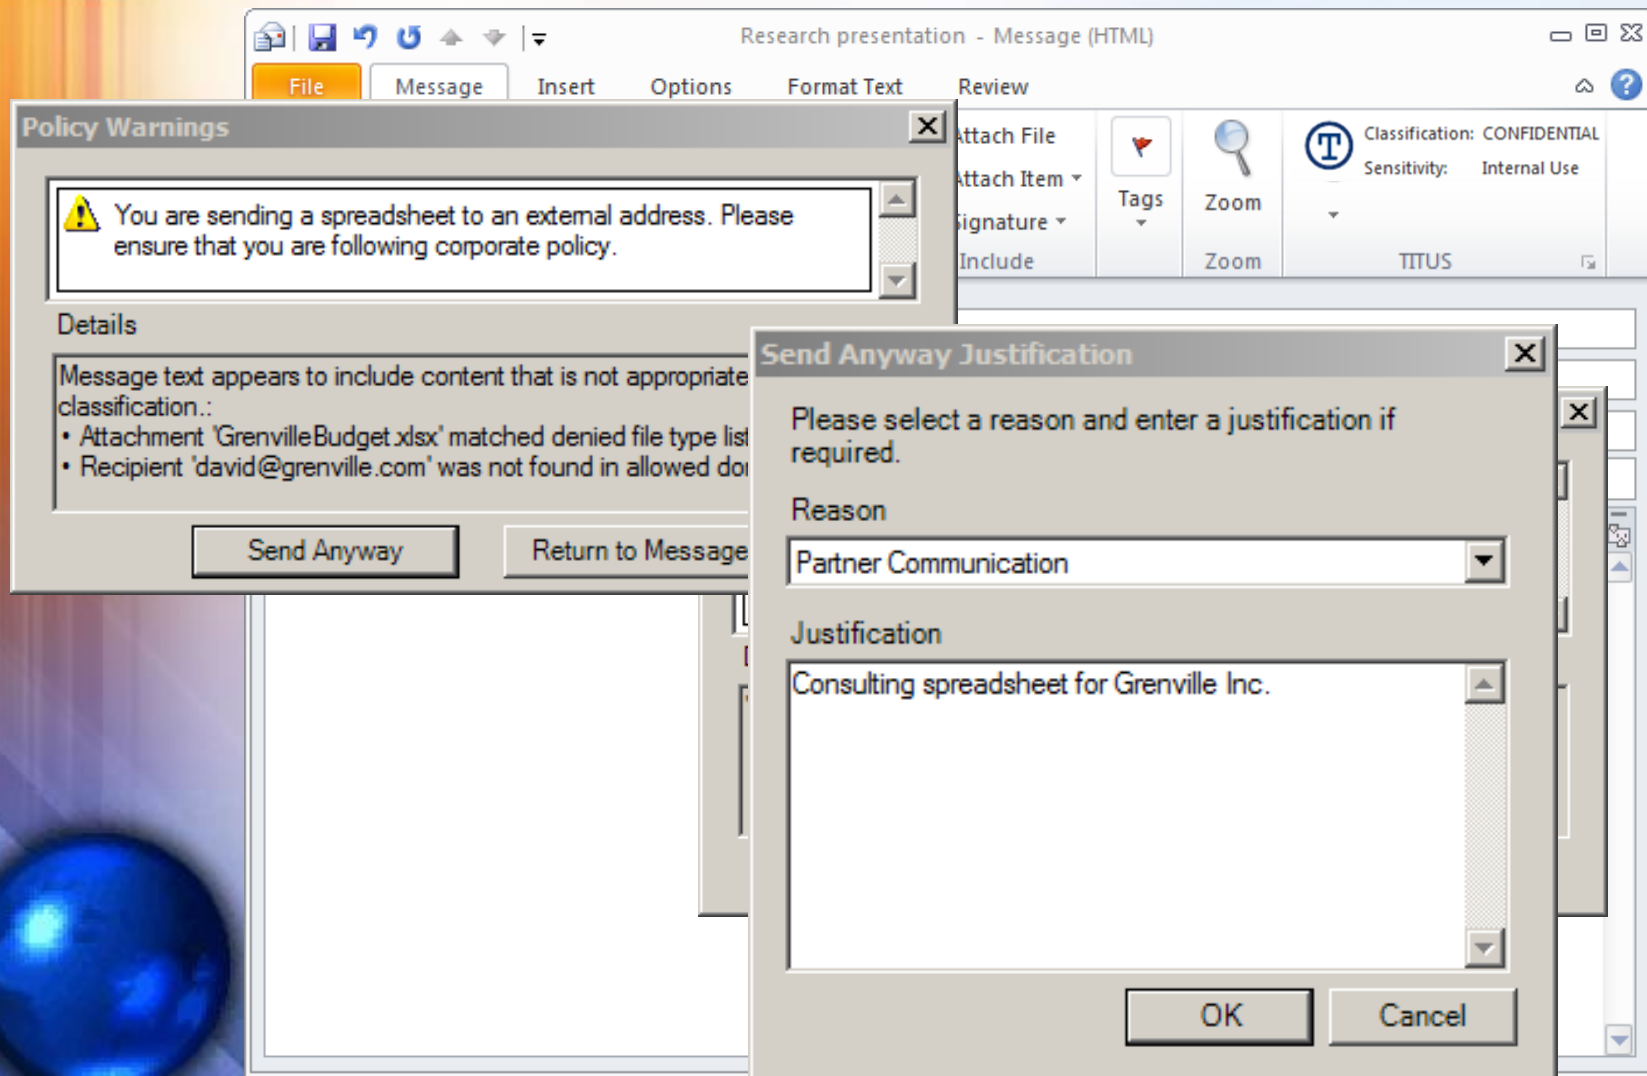 Research presentation - Message (HTML)
File Message Insert Options Format Text Review
Policy Warnings
You are sending a spreadsheet to an external address. Please
ensure that you are following corporate policy.
Details
Message text appears to include content that is not appropriate
classification.:
• Attachment 'GrenvilleBudget.xlsx' matched denied file type list
• Recipient 'david@grenville.com' was not found in allowed
Send Anyway Return to Message
Attach File
Attach Item
Signature
Include
Tags
Zoom
Zoom
Classification: CONFIDENTIAL
Sensitivity: Internal Use
TITUS
Send Anyway Justification
Please select a reason and enter a justification if
required.
Reason
Partner Communication
Justification
Consulting spreadsheet for Grenville Inc.
OK Cancel